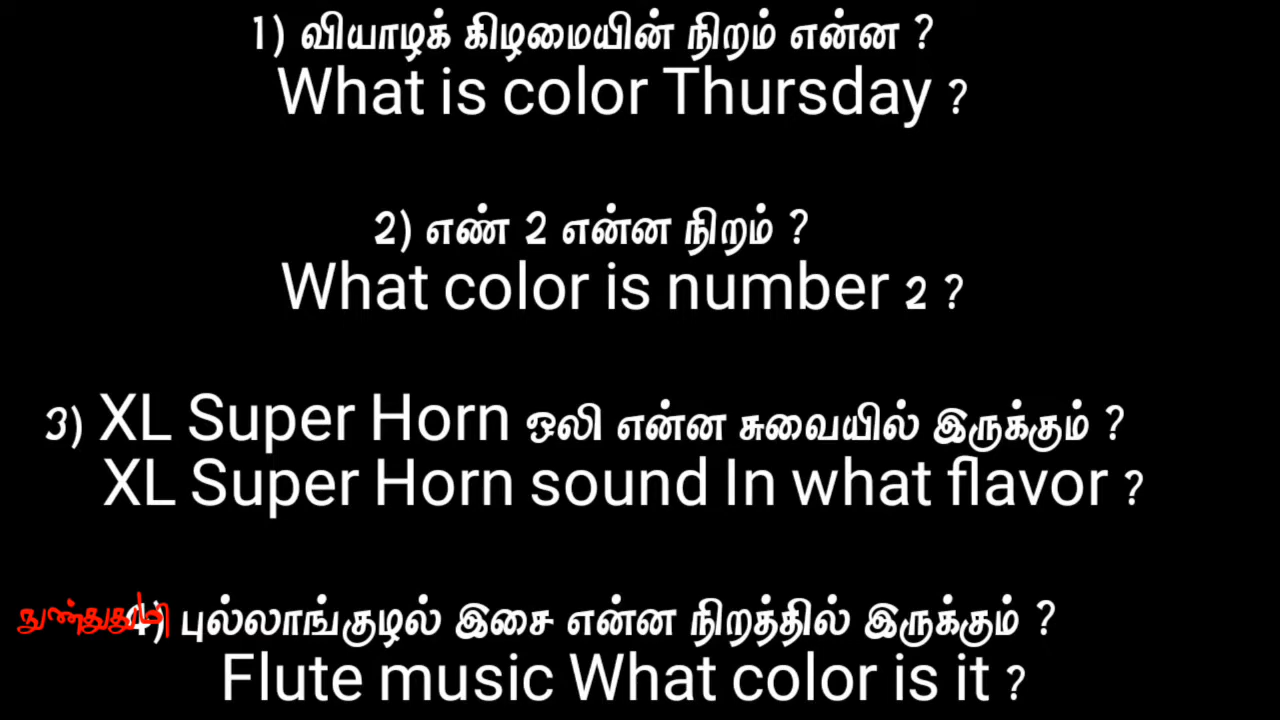 1) வியாழக் கிழமையின் நிறம் என்ன ?
What is color Thursday ?
2) எண் 2 என்ன நிறம் ?
What color is number 2 ?
3) XL Super Horn ஒலி என்ன சுவையில் இருக்கும் ?
XL Super Horn sound In what flavor ?
4) புல்லாங்குழல் இசை என்ன நிறத்தில் இருக்கும் ?
Flute music What color is it ?